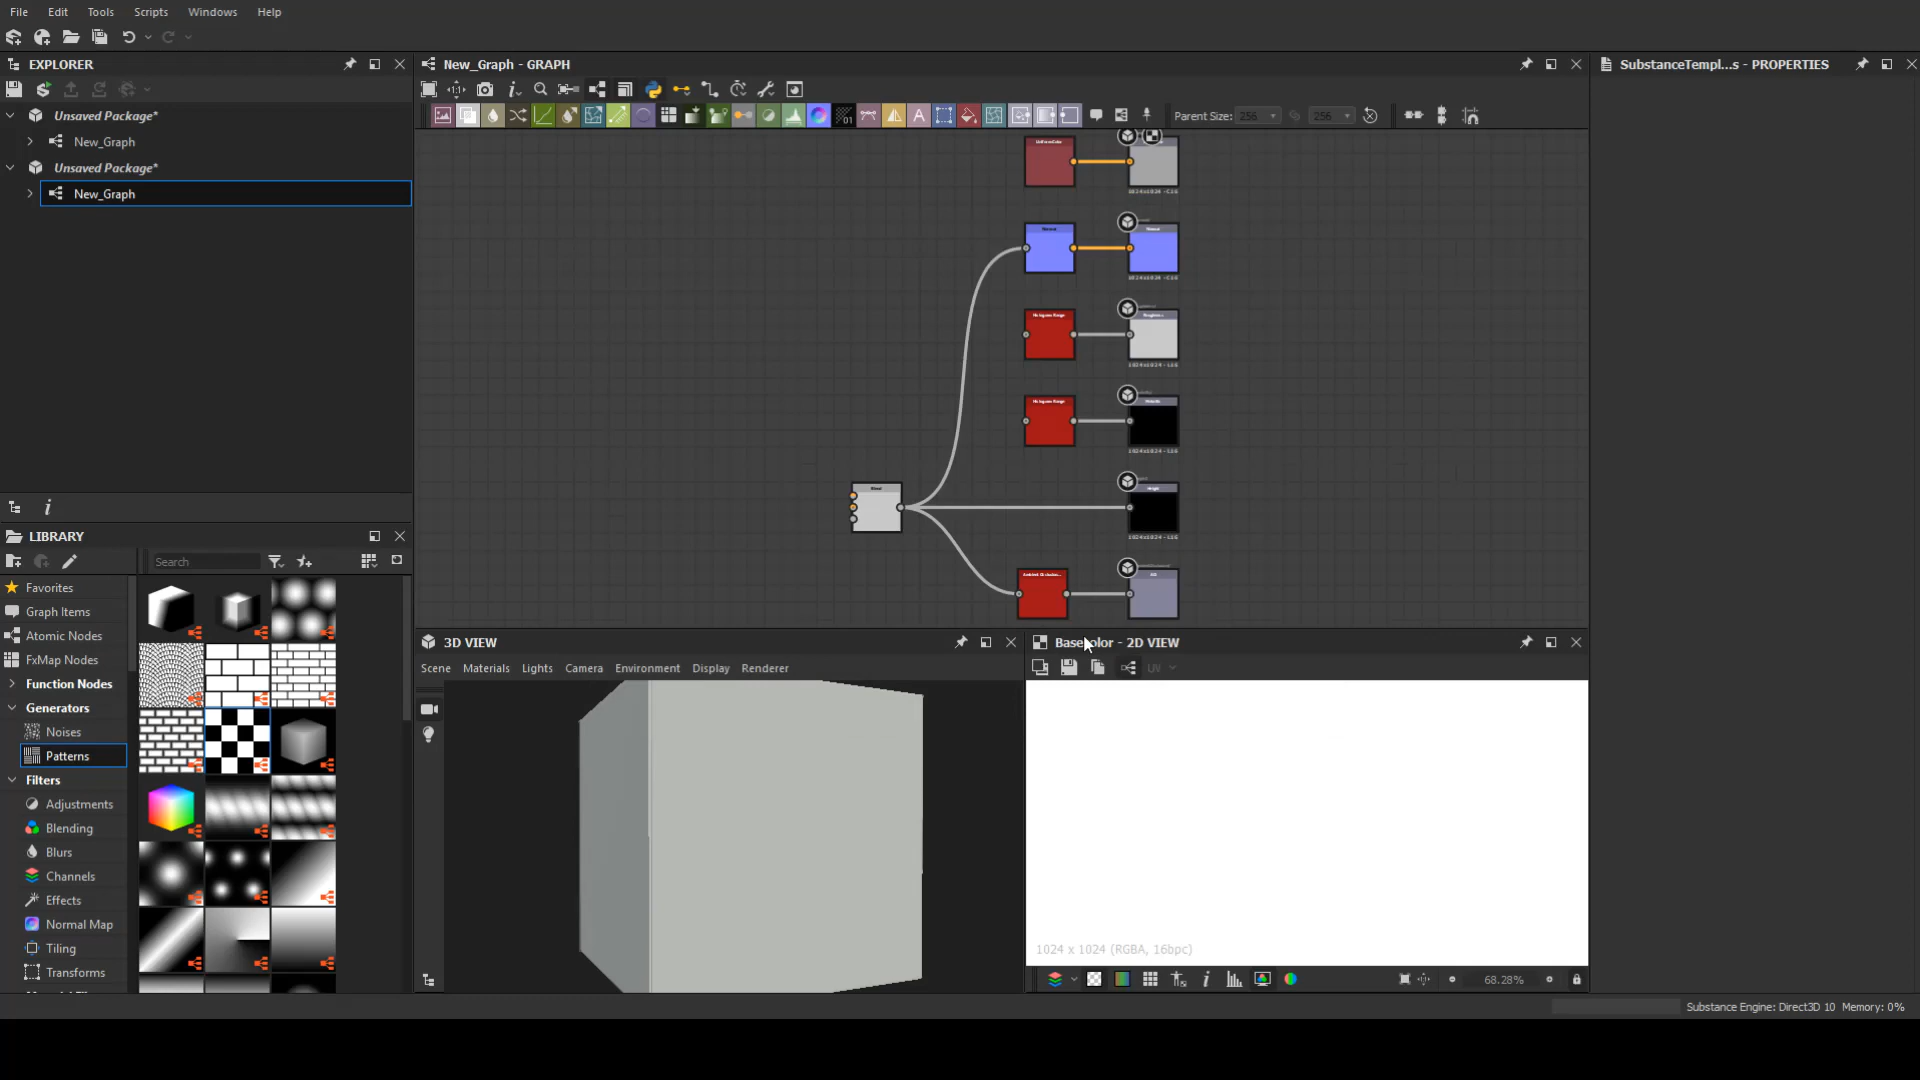 File Edit Tools Scripts Windows Help
EXPLORER
New_Graph - GRAPH
SubstanceTempl...s - PROPERTIES
Parent Size: 256 256
Unsaved Package*
New_Graph
Unsaved Package*
New_Graph
LIBRARY
Search
Favorites
Graph Items
Atomic Nodes
FxMap Nodes
Function Nodes
Generators
Noises
Patterns
Filters
Adjustments
Blending
Blurs
Channels
Effects
Normal Map
Tiling
Transforms
3D VIEW
Scene Materials Lights Camera Environment Display Renderer
Basecolor - 2D VIEW
UV
1024 x 1024 (RGBA, 16bpc)
68.28%
Substance Engine: Direct3D 10 Memory: 0%